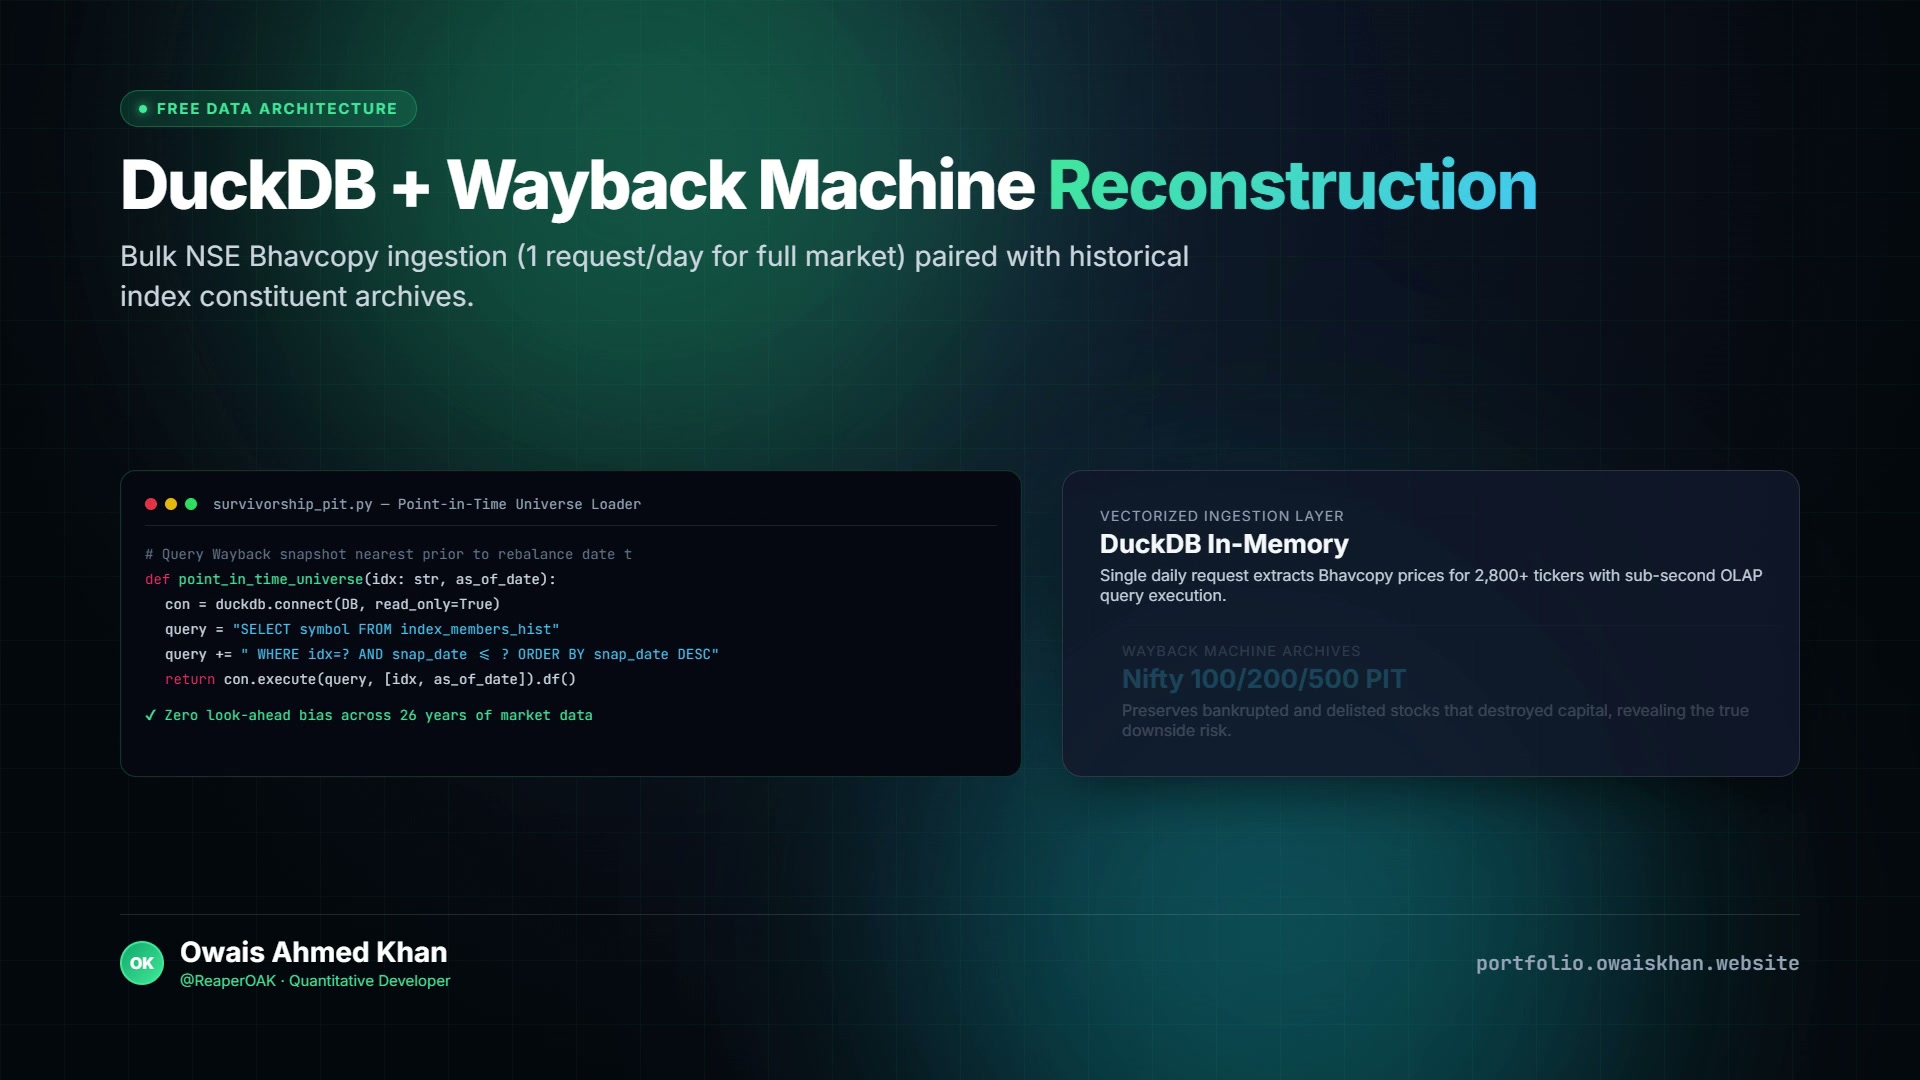 FREE DATA ARCHITECTURE
DuckDB + Wayback Machine Reconstruction
Bulk NSE Bhavcopy ingestion (1 request/day for full market) paired with historical
index constituent archives.
survivorship_pit.py — Point-in-Time Universe Loader
# Query Wayback snapshot nearest prior to rebalance date t
def point_in_time_universe(idx: str, as_of_date):
con = duckdb.connect(DB, read_only=True)
query = "SELECT symbol FROM index_members_hist"
query += " WHERE idx=? AND snap_date <= ? ORDER BY snap_date DESC"
return con.execute(query, [idx, as_of_date]).df()
✓ Zero look-ahead bias across 26 years of market data
VECTORIZED INGESTION LAYER
DuckDB In-Memory
Single daily request extracts Bhavcopy prices for 2,800+ tickers with sub-second OLAP
query execution.
WAYBACK MACHINE ARCHIVES
Nifty 100/200/500 PIT
Preserves bankrupted and delisted stocks that destroyed capital, revealing the true
downside risk.
OK
Owais Ahmed Khan
@ReaperOAK · Quantitative Developer
portfolio.owaiskhan.website